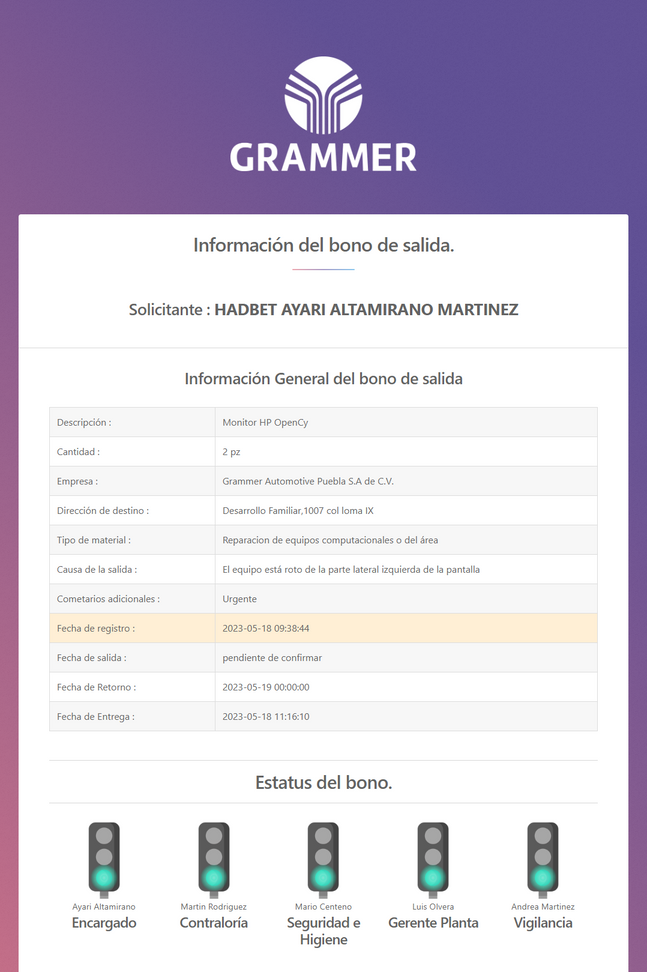 GRAMMER
Información del bono de salida.
Solicitante : HADBET AYARI ALTAMIRANO MARTINEZ
Información General del bono de salida
Descripción : Monitor HP OpenCy
Cantidad : 2 pz
Empresa : Grammer Automotive Puebla S.A de C.V.
Dirección de destino : Desarrollo Familiar,1007 col loma IX
Tipo de material : Reparacion de equipos computacionales o del área
Causa de la salida : El equipo está roto de la parte lateral izquierda de la pantalla
Cometarios adicionales : Urgente
Fecha de registro : 2023-05-18 09:38:44
Fecha de salida : pendiente de confirmar
Fecha de Retorno : 2023-05-19 00:00:00
Fecha de Entrega : 2023-05-18 11:16:10
Estatus del bono.
Ayari Altamirano
Encargado
Martin Rodriguez
Contraloría
Mario Centeno
Seguridad e
Higiene
Luis Olvera
Gerente Planta
Andrea Martinez
Vigilancia